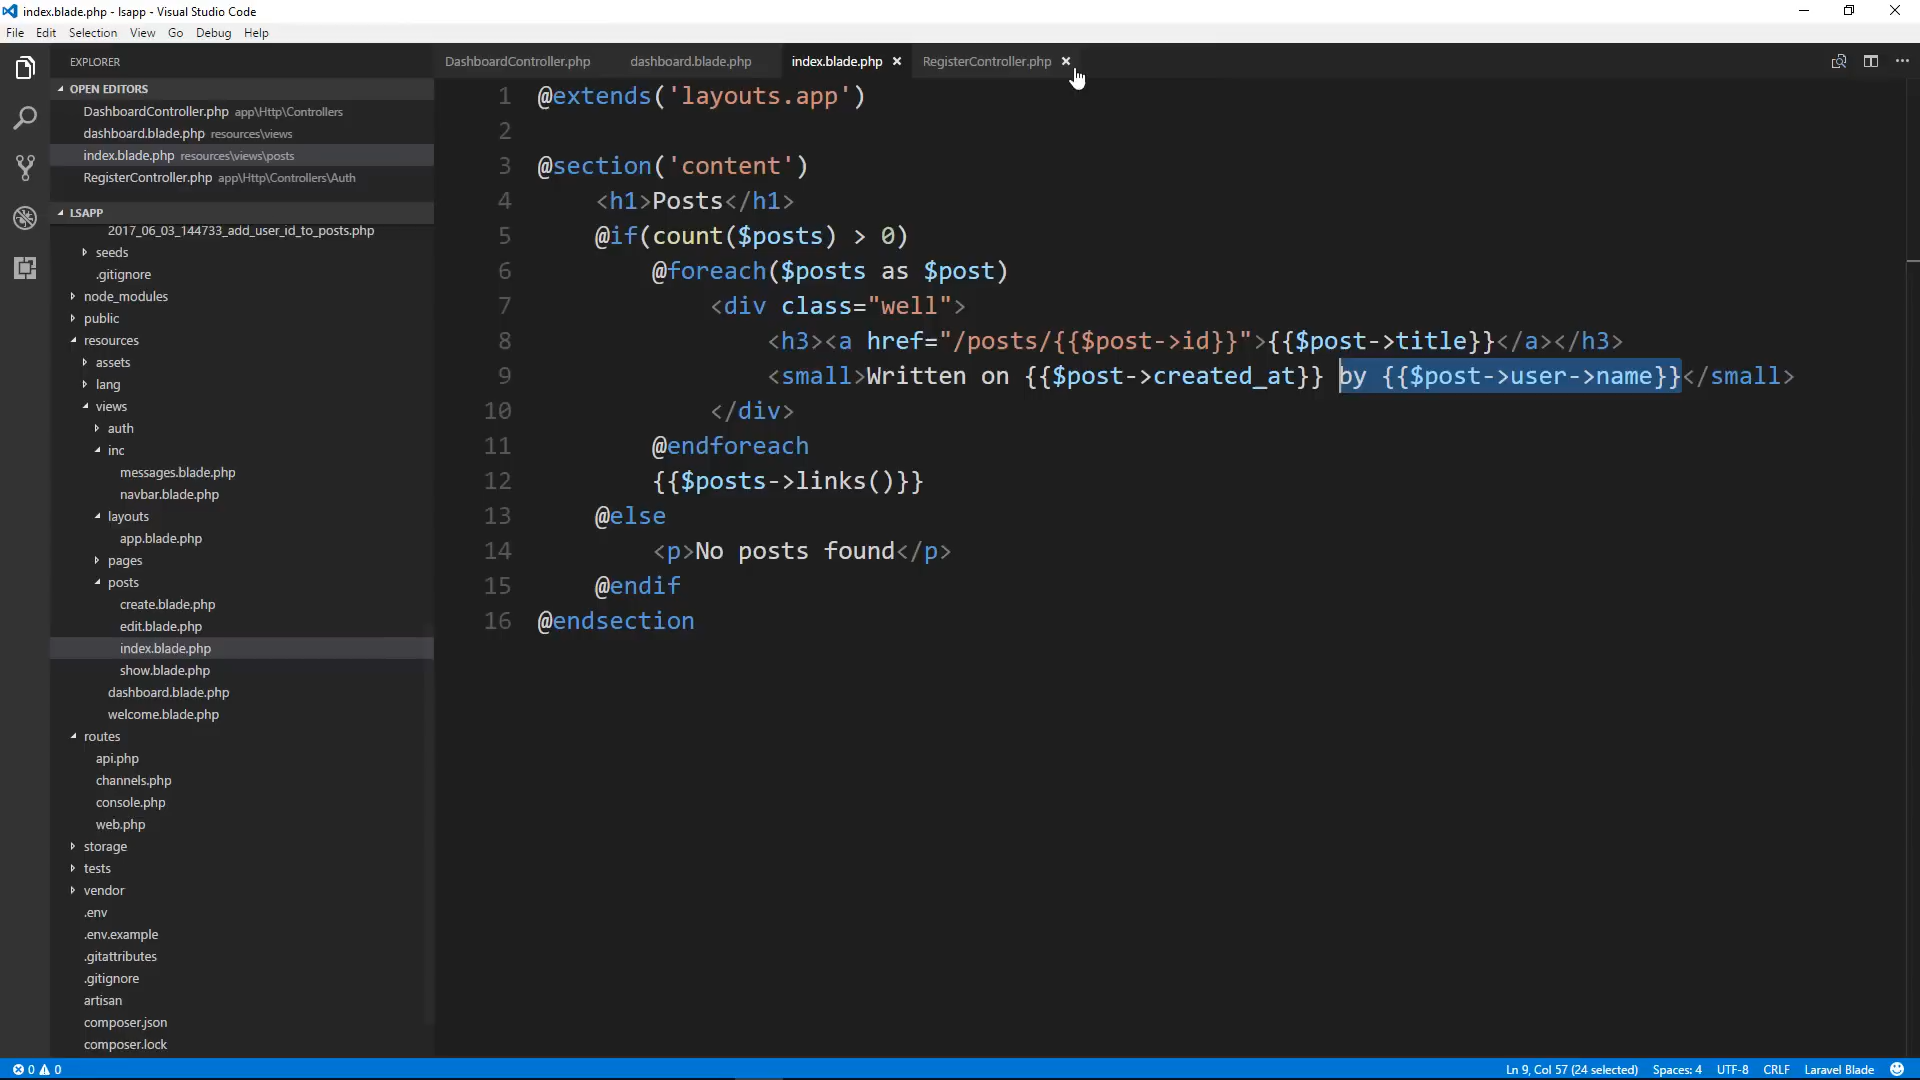 index.blade.php - lsapp - Visual Studio Code
File Edit Selection View Go Debug Help
EXPLORER
OPEN EDITORS
DashboardController.php app\Http\Controllers
dashboard.blade.php resources\views
index.blade.php resources\views\posts
RegisterController.php app\Http\Controllers\Auth
LSAPP
2017_06_03_144733_add_user_id_to_posts.php
seeds
.gitignore
node_modules
public
resources
assets
lang
views
auth
inc
messages.blade.php
navbar.blade.php
layouts
app.blade.php
pages
posts
create.blade.php
edit.blade.php
index.blade.php
show.blade.php
dashboard.blade.php
welcome.blade.php
routes
api.php
channels.php
console.php
web.php
storage
tests
vendor
.env
.env.example
.gitattributes
.gitignore
artisan
composer.json
composer.lock
DashboardController.php dashboard.blade.php index.blade.php RegisterController.php
1 @extends('layouts.app')
2
3 @section('content')
4 <h1>Posts</h1>
5 @if(count($posts) > 0)
6 @foreach($posts as $post)
7 <div class="well">
8 <h3><a href="/posts/{{$post->id}}">{{$post->title}}</a></h3>
9 <small>Written on {{$post->created_at}} by {{$post->user->name}}</small>
10 </div>
11 @endforeach
12 {{$posts->links()}}
13 @else
14 <p>No posts found</p>
15 @endif
16 @endsection
0 0 Ln 9, Col 57 (24 selected) Spaces: 4 UTF-8 CRLF Laravel Blade